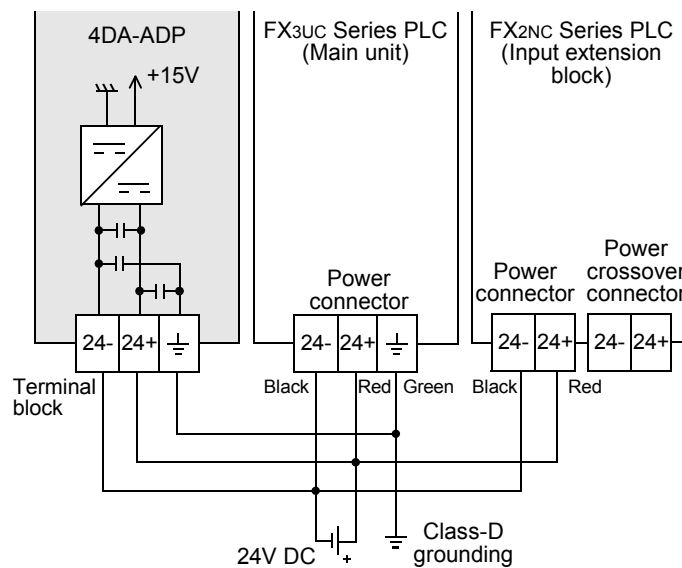 4DA-ADP
+15V
24-
24+
Terminal
block
FX3UC Series PLC
(Main unit)
Power
connector
24-
24+
Black
Red
Green
FX2NC Series PLC
(Input extension
block)
Power
connector
24-
24+
Black
Red
Power
crossover
connector
24-
24+
24V DC
+
Class-D
grounding